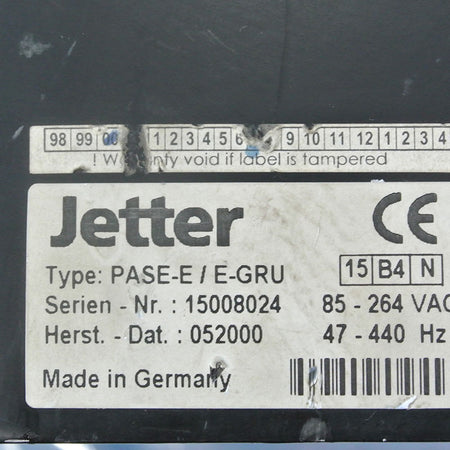 98 99 00 1 2 3 4 5 6 9 10 11 12 1 2 3 4
! Warranty void if label is tampered
Jetter CE
Type: PASE-E / E-GRU 15 B4 N
Serien - Nr. : 15008024 85 - 264 VAC
Herst. - Dat. : 052000 47 - 440 Hz
Made in Germany